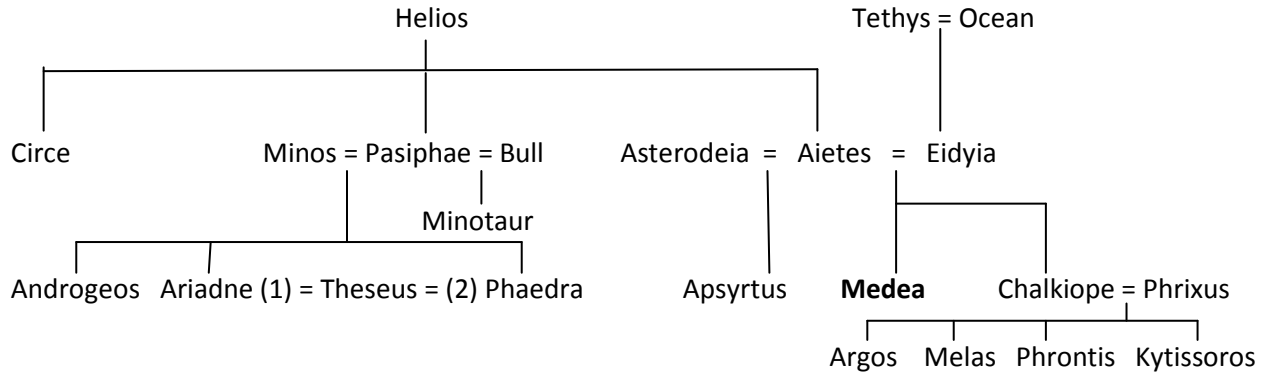 Helios Tethys = Ocean
Circe Minos = Pasiphae = Bull Asterodeia = Aietes = Eidyia
Minotaur
Androgeos Ariadne (1) = Theseus = (2) Phaedra Apsyrtus Medea Chalkiope = Phrixus
Argos Melas Phrontis Kytissoros